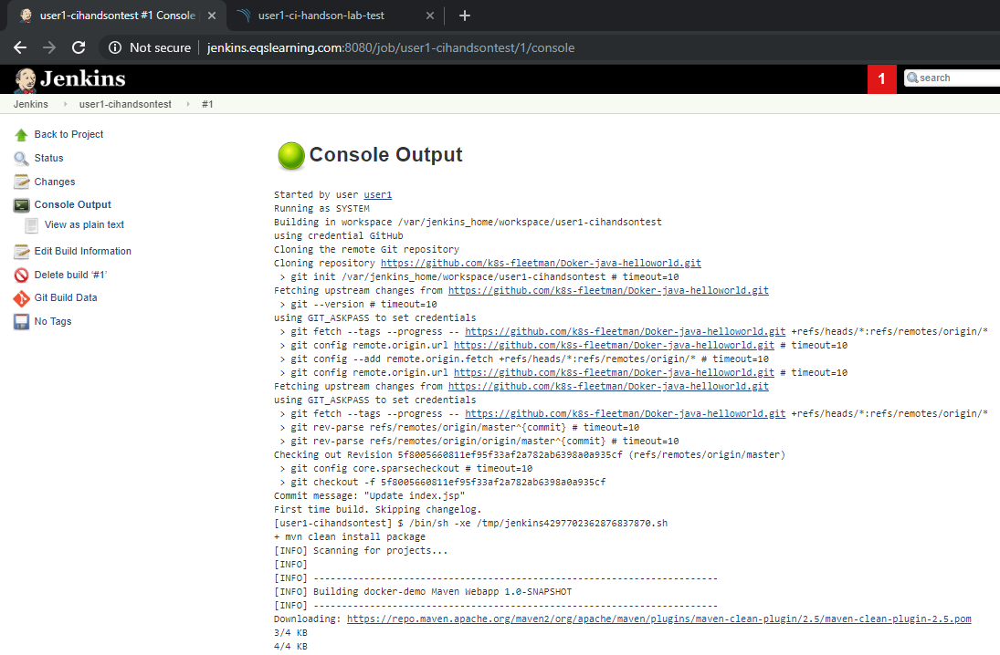 user1-cihandsontest #1 Console
user1-ci-handson-lab-test
Not secure
jenkins.eqslearning.com:8080/job/user1-cihandsontest/1/console
Jenkins
1
search
Jenkins
user1-cihandsontest
#1
Back to Project
Status
Changes
Console Output
View as plain text
Edit Build Information
Delete build '#1'
Git Build Data
No Tags
Console Output
Started by user user1
Running as SYSTEM
Building in workspace /var/jenkins_home/workspace/user1-cihandsontest
using credential GitHub
Cloning the remote Git repository
Cloning repository https://github.com/k8s-fleetman/Doker-java-helloworld.git
> git init /var/jenkins_home/workspace/user1-cihandsontest # timeout=10
Fetching upstream changes from https://github.com/k8s-fleetman/Doker-java-helloworld.git
> git --version # timeout=10
using GIT_ASKPASS to set credentials
> git fetch --tags --progress -- https://github.com/k8s-fleetman/Doker-java-helloworld.git +refs/heads/*:refs/remotes/origin/*
> git config remote.origin.url https://github.com/k8s-fleetman/Doker-java-helloworld.git # timeout=10
> git config --add remote.origin.fetch +refs/heads/*:refs/remotes/origin/* # timeout=10
> git config remote.origin.url https://github.com/k8s-fleetman/Doker-java-helloworld.git # timeout=10
Fetching upstream changes from https://github.com/k8s-fleetman/Doker-java-helloworld.git
using GIT_ASKPASS to set credentials
> git fetch --tags --progress -- https://github.com/k8s-fleetman/Doker-java-helloworld.git +refs/heads/*:refs/remotes/origin/*
> git rev-parse refs/remotes/origin/master^{commit} # timeout=10
> git rev-parse refs/remotes/origin/origin/master^{commit} # timeout=10
Checking out Revision 5f8005660811ef95f33af2a782ab6398a0a935cf (refs/remotes/origin/master)
> git config core.sparsecheckout # timeout=10
> git checkout -f 5f8005660811ef95f33af2a782ab6398a0a935cf
Commit message: "Update index.jsp"
First time build. Skipping changelog.
[user1-cihandsontest] $ /bin/sh -xe /tmp/jenkins4297702362876837870.sh
+ mvn clean install package
[INFO] Scanning for projects...
[INFO]
[INFO] ------------------------------------------------------------------------
[INFO] Building docker-demo Maven Webapp 1.0-SNAPSHOT
[INFO] ------------------------------------------------------------------------
Downloading: https://repo.maven.apache.org/maven2/org/apache/maven/plugins/maven-clean-plugin/2.5/maven-clean-plugin-2.5.pom
3/4 KB
4/4 KB